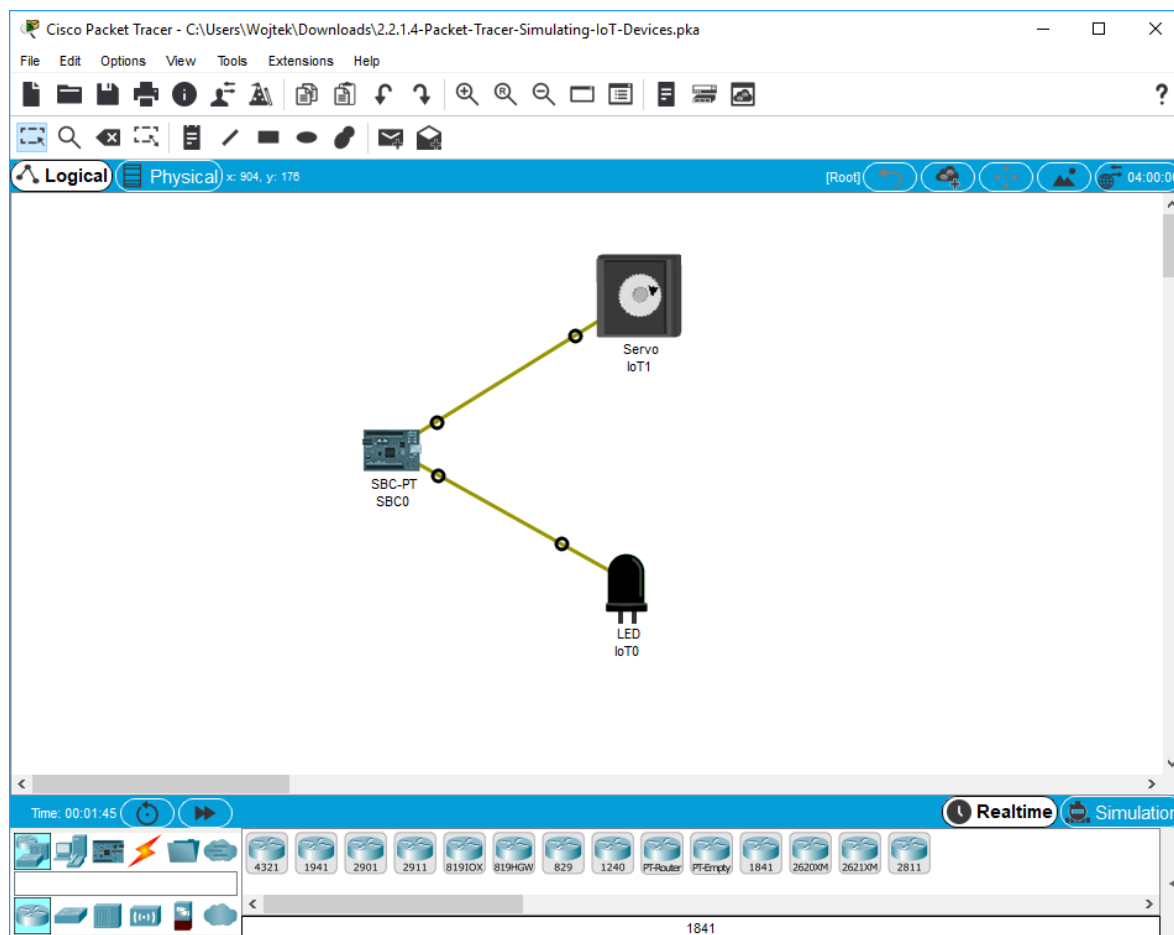 Cisco Packet Tracer - C:\Users\Wojtek\Downloads\2.2.1.4-Packet-Tracer-Simulating-IoT-Devices.pka
File Edit Options View Tools Extensions Help
?
Logical Physical x: 904, y: 176 [Root] 04:00:00
Servo
IoT1
SBC-PT
SBC0
LED
IoT0
Time: 00:01:45 Realtime Simulation
4321 1941 2901 2911 819IOX 819HGW 829 1240 PT-Router PT-Empty 1841 2620XM 2621XM 2811
1841